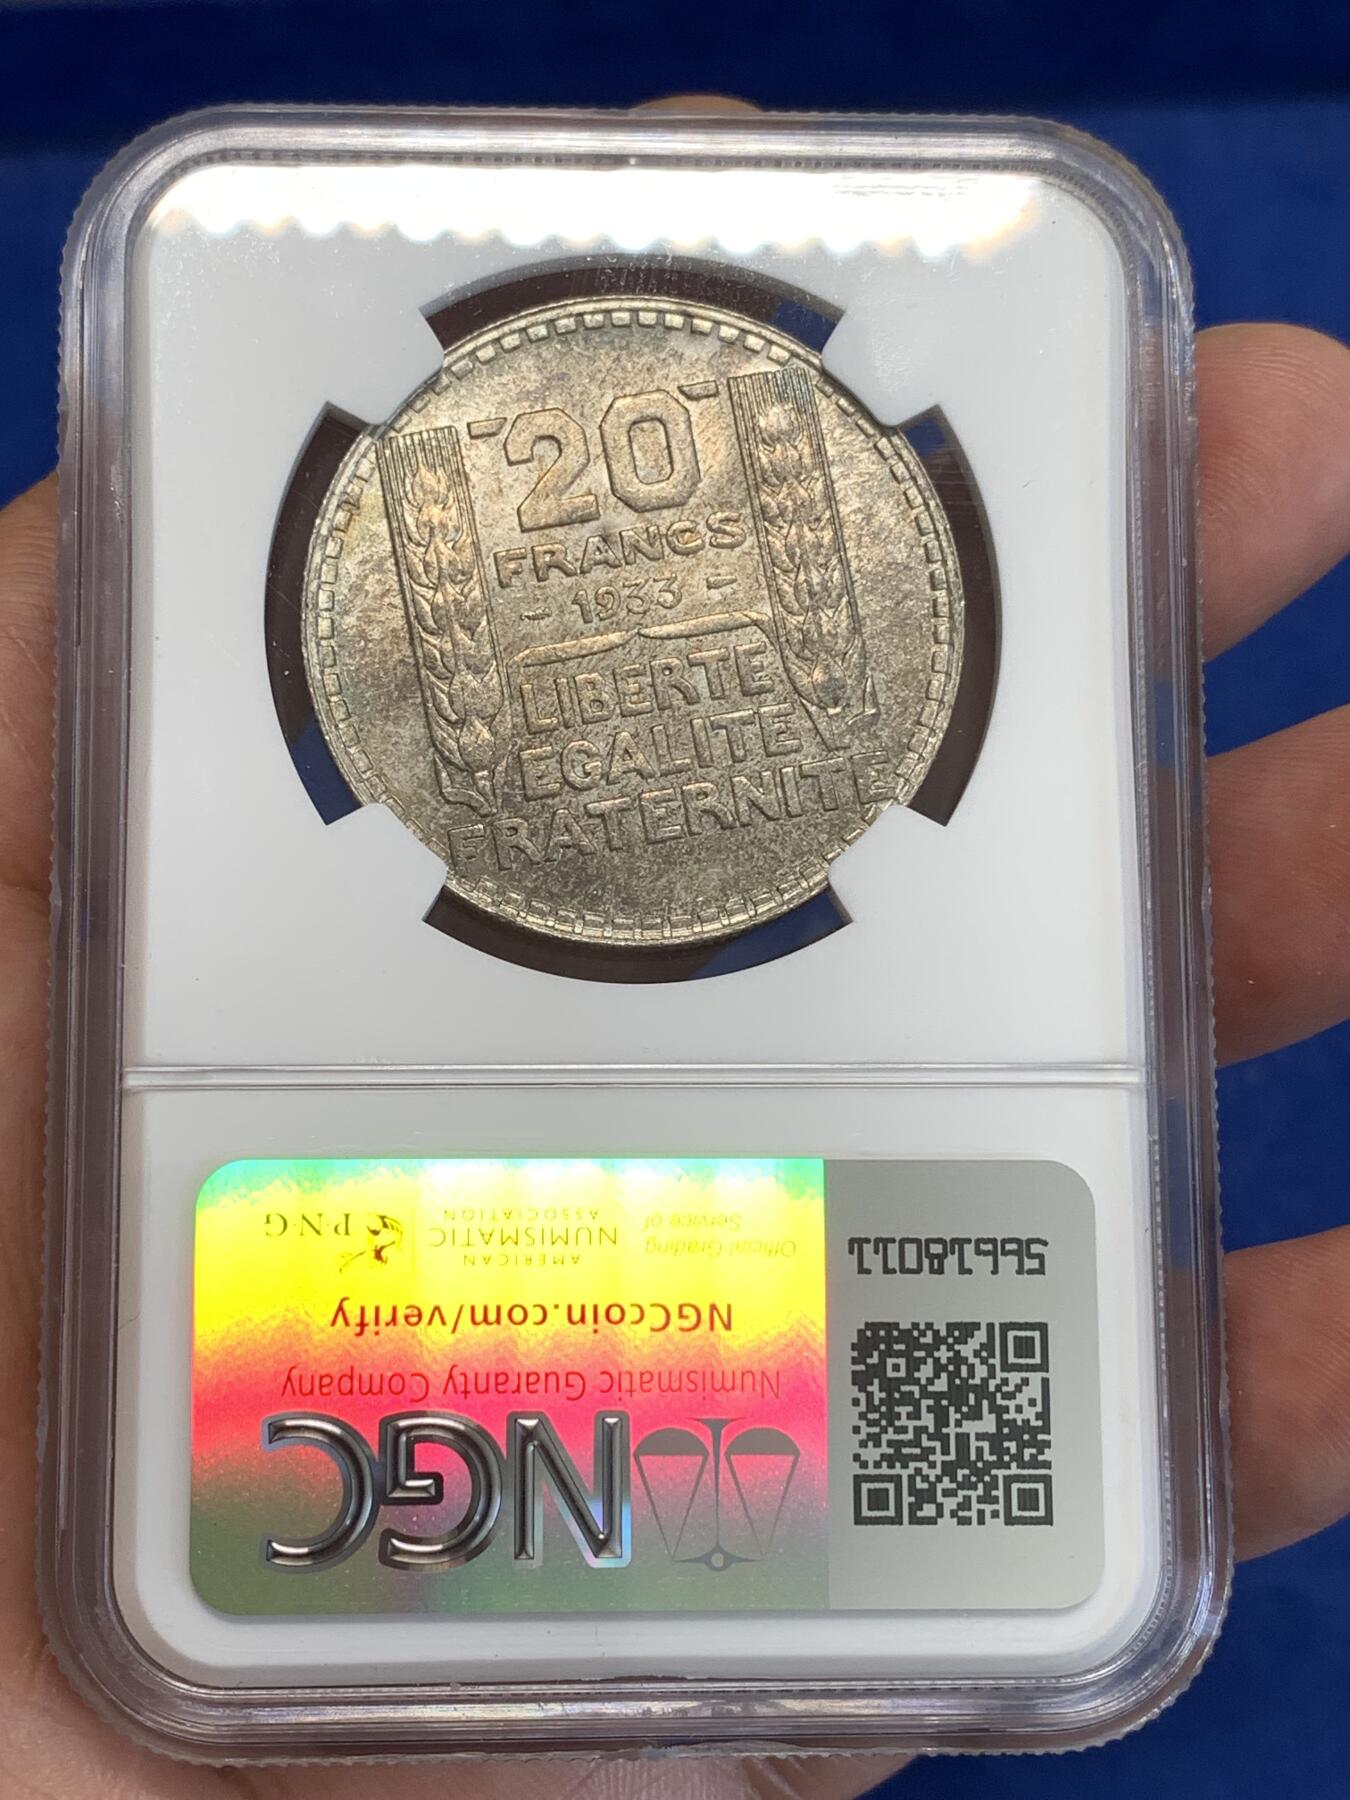 -20-
FRANCS
- 1933 -
LIBERTE
EGALITE
FRATERNITE
NGC
Numismatic Guaranty Company
NGCcoin.com/verify
Official Grading
Service of
AMERICAN
NUMISMATIC
ASSOCIATION
P·N·G
56618011